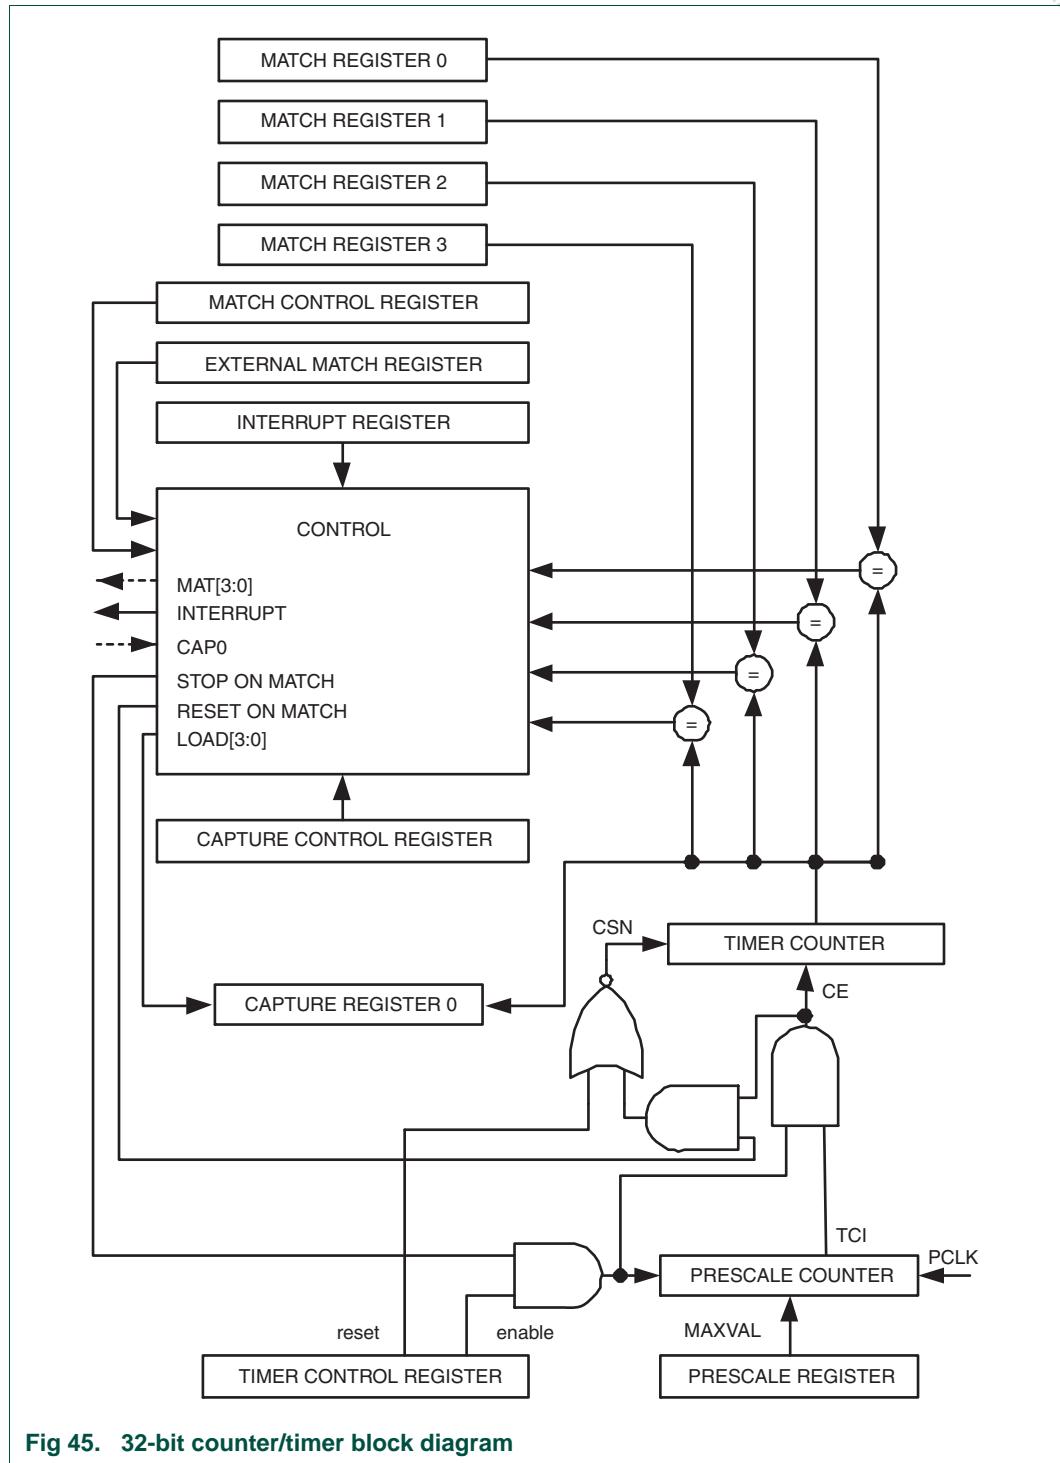 MATCH REGISTER 0
MATCH REGISTER 1
MATCH REGISTER 2
MATCH REGISTER 3
MATCH CONTROL REGISTER
EXTERNAL MATCH REGISTER
INTERRUPT REGISTER
CONTROL
MAT[3:0]
INTERRUPT
CAP0
STOP ON MATCH
RESET ON MATCH
LOAD[3:0]
=
=
=
=
CAPTURE CONTROL REGISTER
CSN
TIMER COUNTER
CE
CAPTURE REGISTER 0
TCI
PCLK
PRESCALE COUNTER
reset
enable
MAXVAL
TIMER CONTROL REGISTER
PRESCALE REGISTER
Fig 45. 32-bit counter/timer block diagram